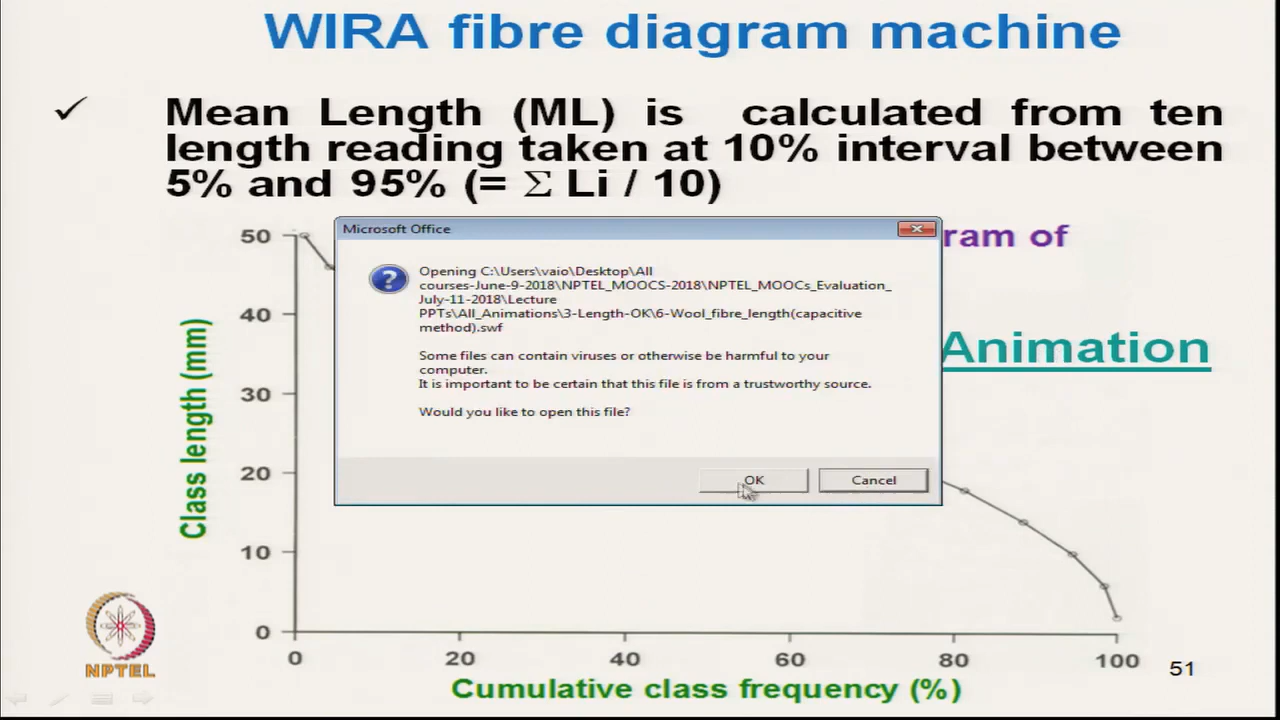 WIRA fibre diagram machine
✓ Mean Length (ML) is calculated from ten
length reading taken at 10% interval between
5% and 95% (= Σ Li / 10)
ram of
Animation
Microsoft Office
Opening C:\Users\vaio\Desktop\All
courses-June-9-2018\NPTEL_MOOCS-2018\NPTEL_MOOCs_Evaluation_
July-11-2018\Lecture
PPTs\All_Animations\3-Length-OK\6-Wool_fibre_length(capacitive
method).swf
Some files can contain viruses or otherwise be harmful to your
computer.
It is important to be certain that this file is from a trustworthy source.
Would you like to open this file?
OK
Cancel
Class length (mm)
50
40
30
20
10
0
0 20 40 60 80 100
Cumulative class frequency (%)
NPTEL
51